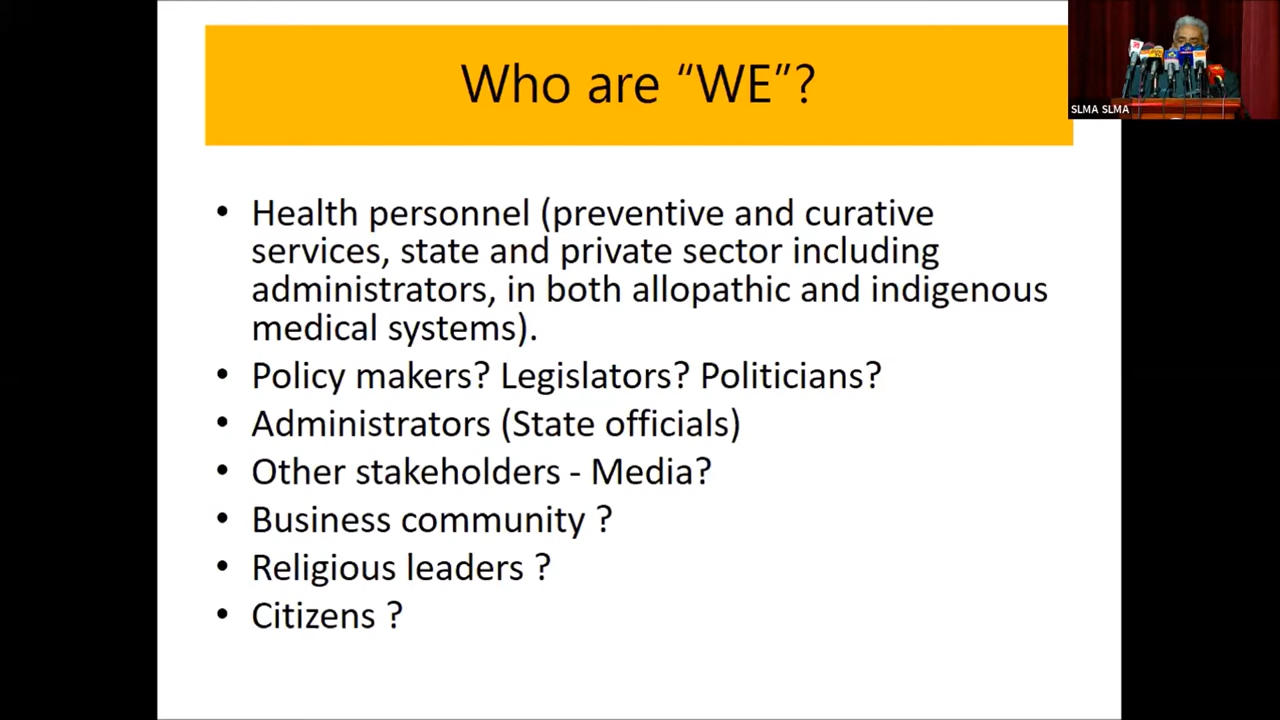 Who are “WE”?
SLMA SLMA
• Health personnel (preventive and curative
services, state and private sector including
administrators, in both allopathic and indigenous
medical systems).
• Policy makers? Legislators? Politicians?
• Administrators (State officials)
• Other stakeholders - Media?
• Business community ?
• Religious leaders ?
• Citizens ?